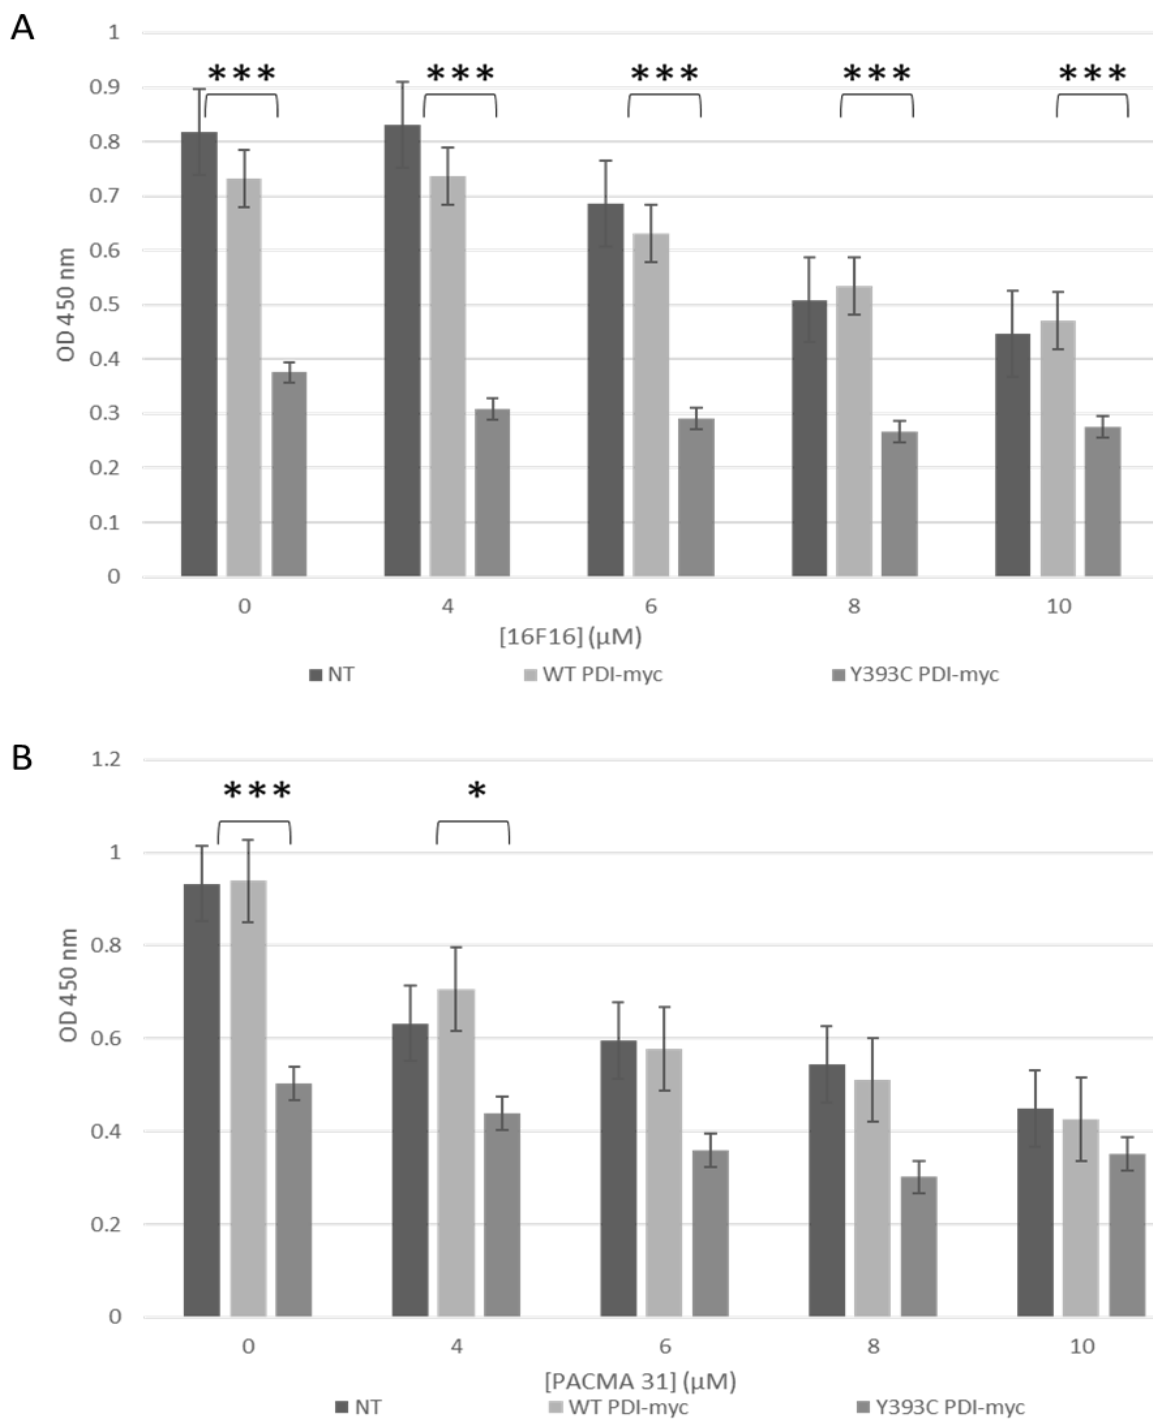 A
1
0.9
0.8
0.7
0.6
0.5
0.4
0.3
0.2
0.1
0
OD 450 nm
*** *** *** *** ***
0 4 6 8 10
[16F16] (µM)
NT WT PDI-myc Y393C PDI-myc
B
1.2
1
0.8
0.6
0.4
0.2
0
OD 450 nm
*** *
0 4 6 8 10
[PACMA 31] (µM)
NT WT PDI-myc Y393C PDI-myc